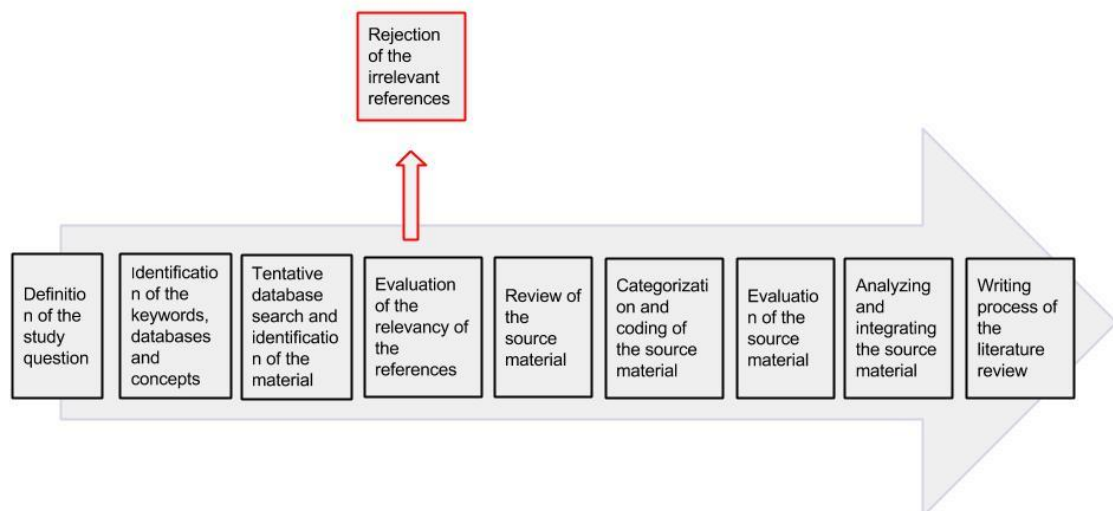 Rejection
of the
irrelevant
references
Definitio
n of the
study
question
Identificatio
n of the
keywords,
databases
and
concepts
Tentative
database
search and
identificatio
n of the
material
Evaluation
of the
relevancy of
the
references
Review of
the
source
material
Categorizati
on and
coding of
the source
material
Evaluatio
n of the
source
material
Analyzing
and
integrating
the source
material
Writing
process of
the
literature
review